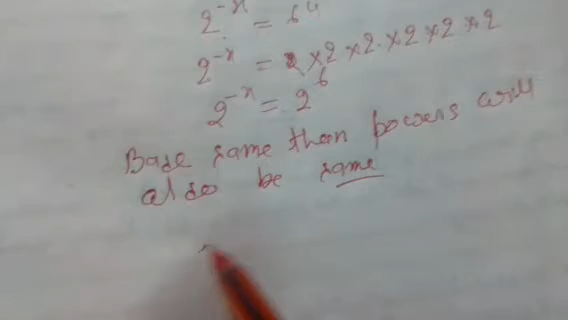 2^-x = 64
2^-x = 2×2×2×2×2×2
2^-x = 2^6
Base same then powers will
also be same